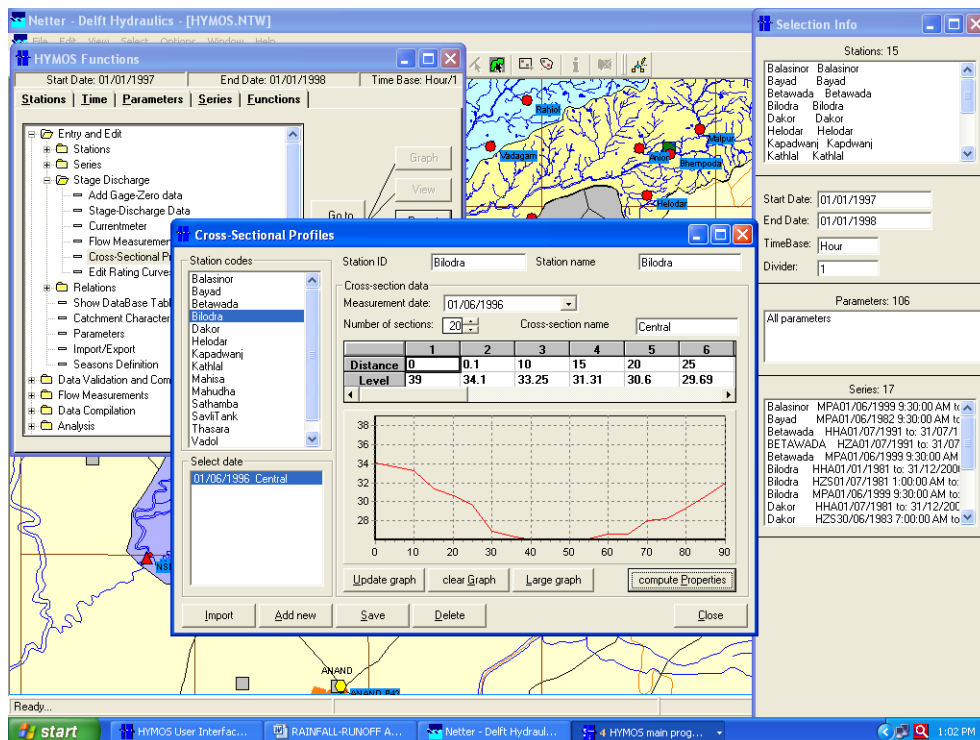 Netter - Delft Hydraulics - [HYMOS.NTW]
File Edit View Select Options Window Help
HYMOS Functions
Start Date: 01/01/1997 End Date: 01/01/1998 Time Base: Hour/1
Stations Time Parameters Series Functions
Entry and Edit
Stations
Series
Stage Discharge
Add Gage-Zero data
Stage-Discharge Data
Currentmeter
Flow Measuremen
Cross-Sectional P
Edit Rating Curve
Relations
Show DataBase Tab
Catchment Character
Parameters
Import/Export
Seasons Definition
Data Validation and Com
Flow Measurements
Data Compilation
Analysis
Graph
View
Go to
Rahiol
Vadagam
Malpur
Anior
Bhempoda
Helodar
Cross-Sectional Profiles
Station codes
Balasinor
Bayad
Betawada
Bilodra
Dakor
Helodar
Kapadwanj
Kathlal
Mahisa
Mahudha
Sathamba
SavliTank
Thasara
Vadol
Select date
01/06/1996 Central
Station ID Bilodra Station name Bilodra
Cross-section data
Measurement date: 01/06/1996
Number of sections: 20 Cross-section name Central
1 2 3 4 5 6
Distance 0 0.1 10 15 20 25
Level 39 34.1 33.25 31.31 30.6 29.69
38
36
34
32
30
28
0 10 20 30 40 50 60 70 80 90
Update graph clear Graph Large graph compute Properties
Import Add new Save Delete Close
ANAND
Ready...
Selection Info
Stations: 15
Balasinor Balasinor
Bayad Bayad
Betawada Betawada
Bilodra Bilodra
Dakor Dakor
Helodar Helodar
Kapadwanj Kapdwanj
Kathlal Kathlal
Start Date: 01/01/1997
End Date: 01/01/1998
TimeBase: Hour
Divider: 1
Parameters: 106
All parameters
Series: 17
Balasinor MPA01/06/1999 9:30:00 AM to
Bayad MPA01/06/1982 9:30:00 AM to
Betawada HHA01/07/1991 to: 31/07/1
BETAWADA HZA01/07/1991 to: 31/07
Betawada MPA01/06/1999 9:30:00 AM
Bilodra HHA01/01/1981 to: 31/12/200
Bilodra HZS01/07/1981 1:00:00 AM to:
Bilodra MPA01/06/1999 9:30:00 AM to
Dakor HHA01/07/1981 to: 31/12/200
Dakor HZS30/06/1983 7:00:00 AM to
start HYMOS User Interfac... RAINFALL-RUNOFF A... Netter - Delft Hydraul... 4 HYMOS main prog... 1:02 PM